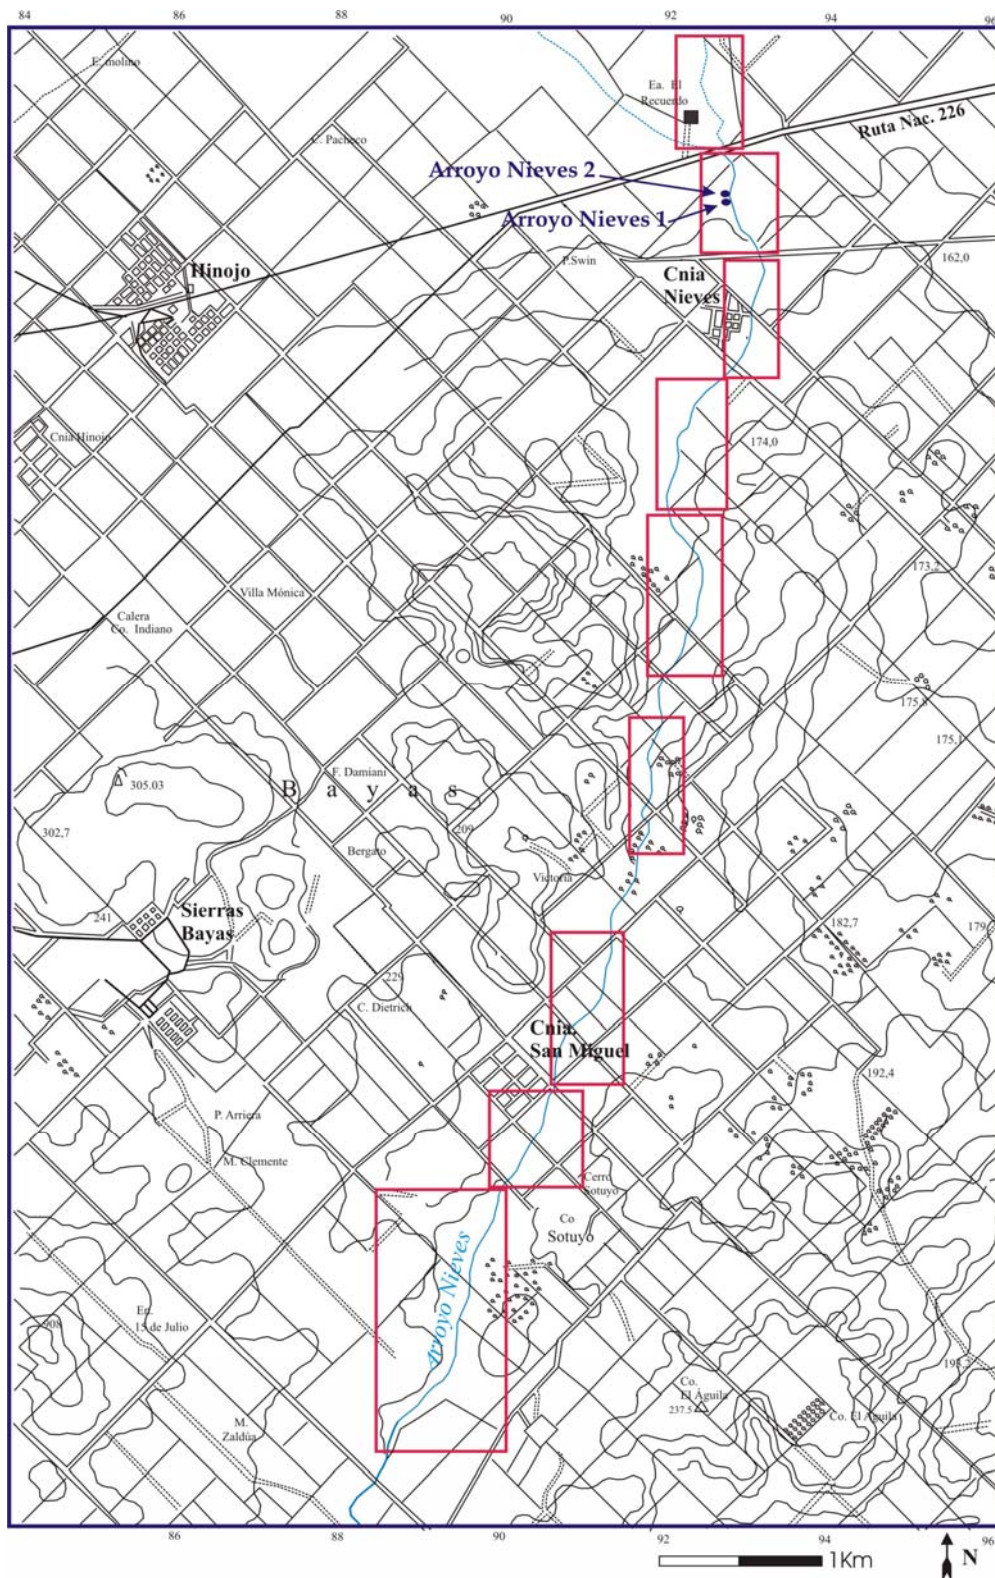 84 86 88 90 92 94 96
E. molino
Ea. El
Recuerdo
C. Pacheco
Ruta Nac. 226
Arroyo Nieves 2
Arroyo Nieves 1
Hinojo
P.Swin
Cnia
Nieves
162,0
Cnia Hinojo
174,0
173,2
Villa Mónica
Calera
Co. Indiano
175,8
175,1
F. Damiani
B a y a s
305.03
302,7
209
Bergato
Victoria
241
Sierras
Bayas
182,7
179
229
C. Dietrich
Cnia.
San Miguel
192,4
P. Arriera
M. Clemente
Cerro
Sotuyo
Co
Sotuyo
Arroyo Nieves
En.
15 de Julio
908
Co.
El Águila
237.5
Co. El Aguila
M.
Zaldúa
86 88 90 92 94 96
1Km
N